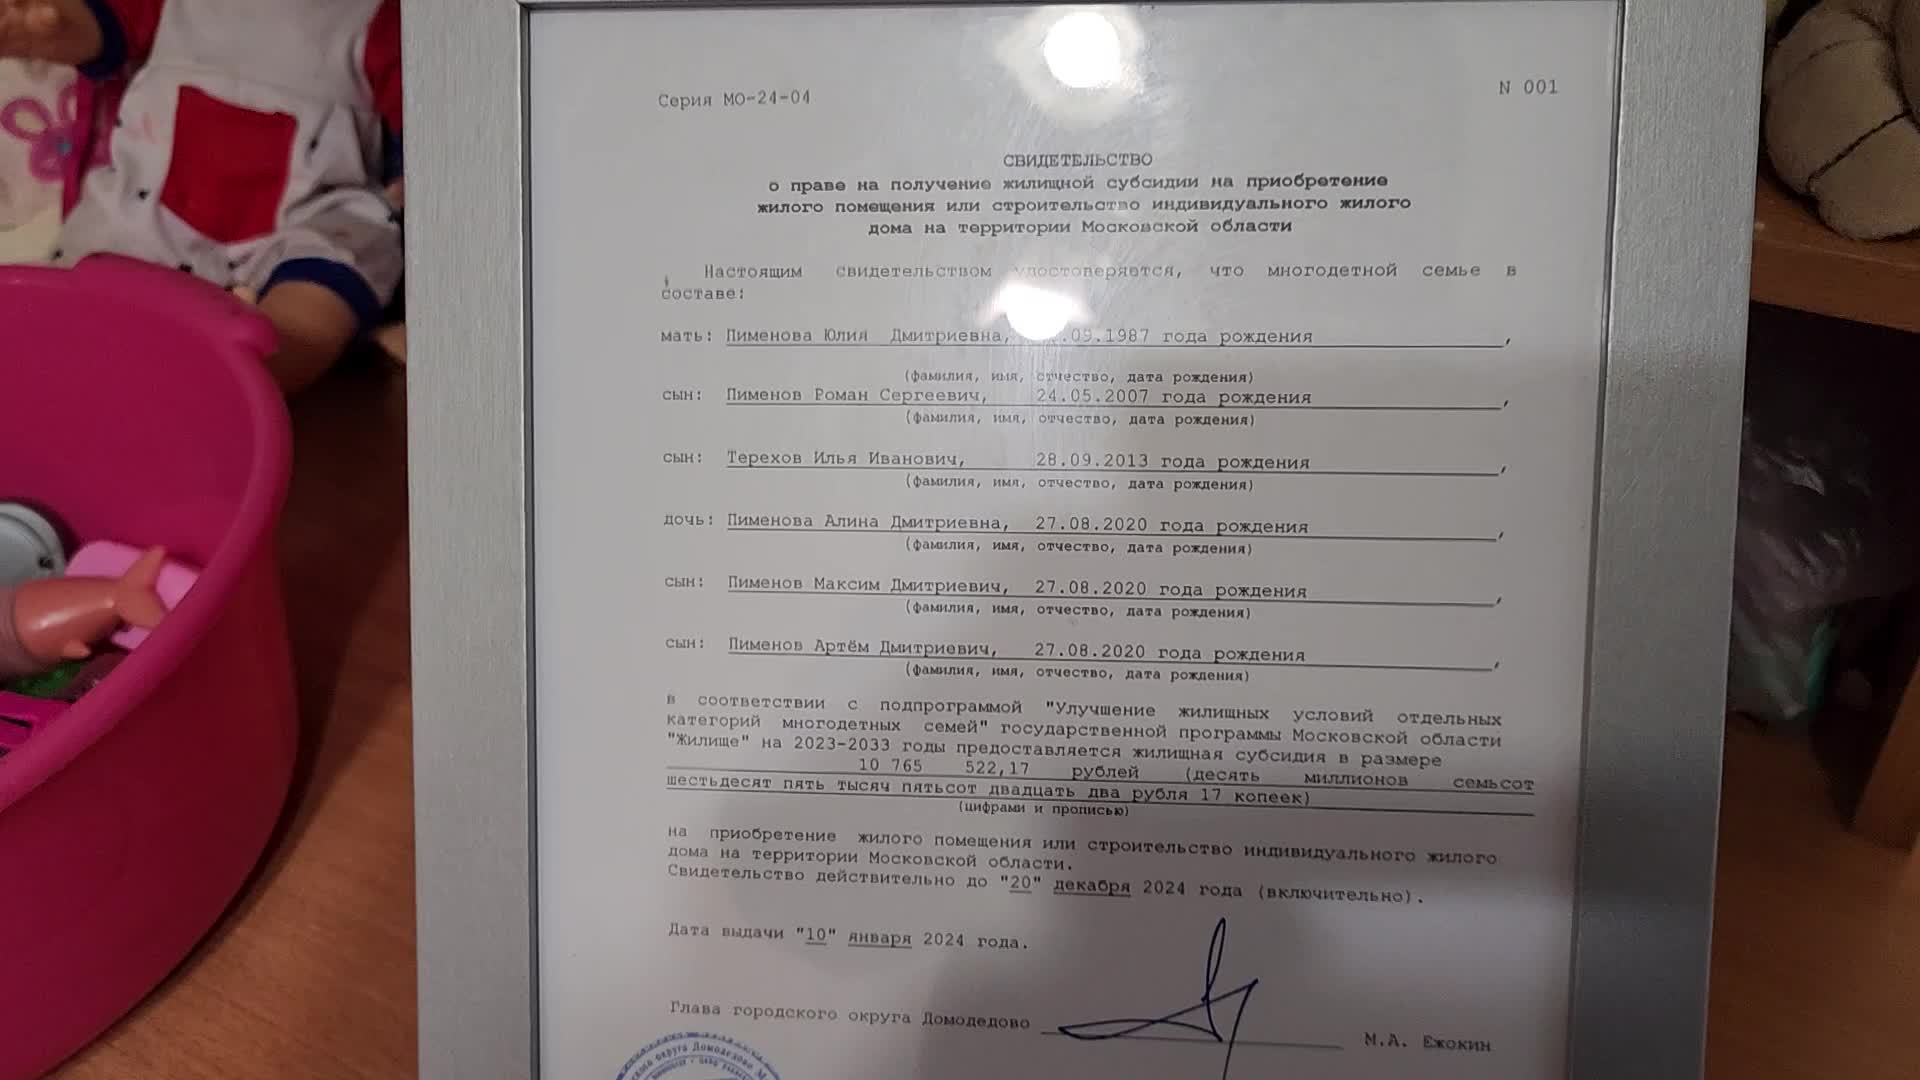 Серия МО-24-04
N 001
СВИДЕТЕЛЬСТВО
о праве на получение жилищной субсидии на приобретение
жилого помещения или строительство индивидуального жилого
дома на территории Московской области
Настоящим свидетельством удостоверяется, что многодетной семье в
составе:
мать: Пименова Юлия Дмитриевна, .09.1987 года рождения ,
(фамилия, имя, отчество, дата рождения)
сын: Пименов Роман Сергеевич, 24.05.2007 года рождения ,
(фамилия, имя, отчество, дата рождения)
сын: Терехов Илья Иванович, 28.09.2013 года рождения ,
(фамилия, имя, отчество, дата рождения)
дочь: Пименова Алина Дмитриевна, 27.08.2020 года рождения ,
(фамилия, имя, отчество, дата рождения)
сын: Пименов Максим Дмитриевич, 27.08.2020 года рождения ,
(фамилия, имя, отчество, дата рождения)
сын: Пименов Артём Дмитриевич, 27.08.2020 года рождения ,
(фамилия, имя, отчество, дата рождения)
в соответствии с подпрограммой "Улучшение жилищных условий отдельных
категорий многодетных семей" государственной программы Московской области
"Жилище" на 2023-2033 годы предоставляется жилищная субсидия в размере
10 765 522,17 рублей (десять миллионов семьсот
шестьдесят пять тысяч пятьсот двадцать два рубля 17 копеек)
(цифрами и прописью)
на приобретение жилого помещения или строительство индивидуального жилого
дома на территории Московской области.
Свидетельство действительно до "20" декабря 2024 года (включительно).
Дата выдачи "10" января 2024 года.
Глава городского округа Домодедово
М.А. Ежокин
округа Домодедово